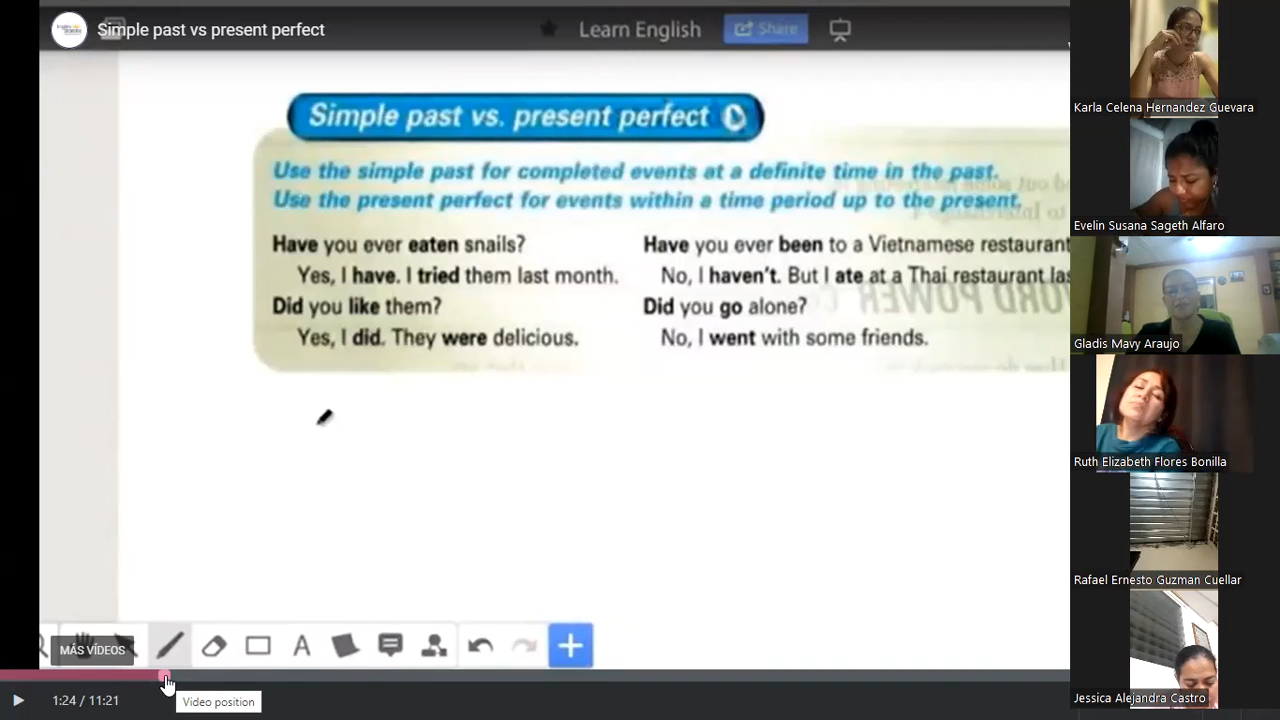 Simple past vs present perfect
Learn English
Share
Simple past vs. present perfect
Use the simple past for completed events at a definite time in the past.
Use the present perfect for events within a time period up to the present.
Have you ever eaten snails?
Yes, I have. I tried them last month.
Did you like them?
Yes, I did. They were delicious.
Have you ever been to a Vietnamese restaurant
No, I haven't. But I ate at a Thai restaurant las
Did you go alone?
No, I went with some friends.
A
MÁS VÍDEOS
1:24 / 11:21
Video position
Karla Celena Hernandez Guevara
Evelin Susana Sageth Alfaro
Gladis Mavy Araujo
Ruth Elizabeth Flores Bonilla
Rafael Ernesto Guzman Cuellar
Jessica Alejandra Castro